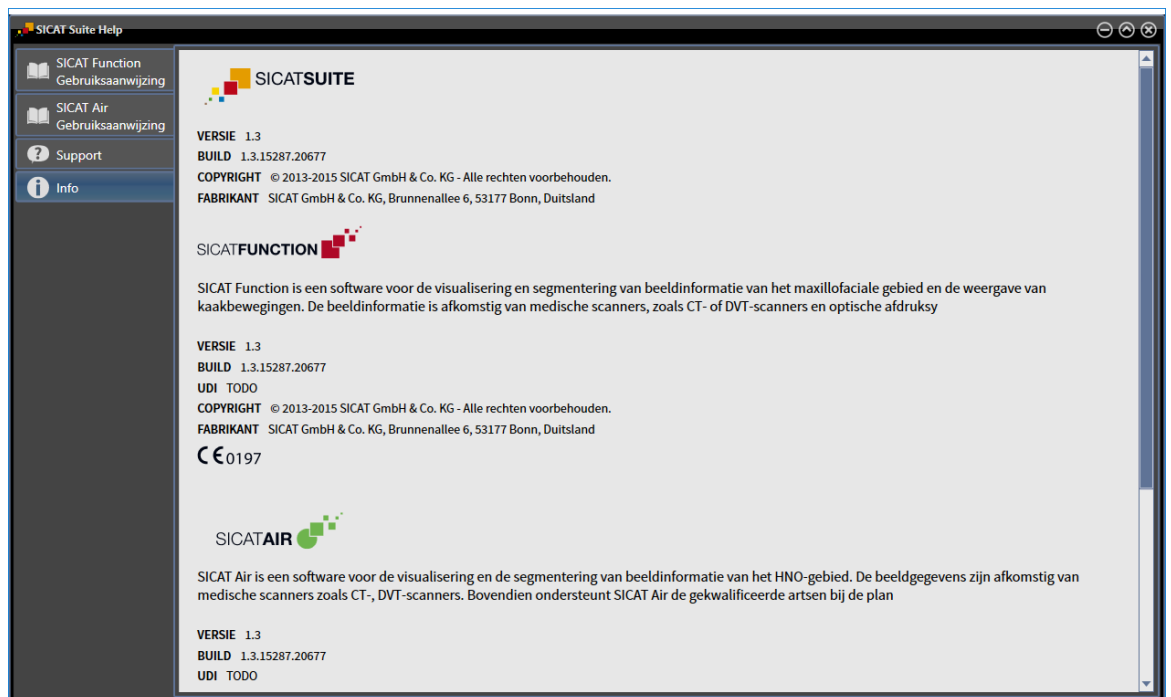 SICAT Suite Help
SICAT Function
Gebruiksaanwijzing
SICAT Air
Gebruiksaanwijzing
Support
Info
SICATSUITE
VERSIE 1.3
BUILD 1.3.15287.20677
COPYRIGHT © 2013-2015 SICAT GmbH & Co. KG - Alle rechten voorbehouden.
FABRIKANT SICAT GmbH & Co. KG, Brunnenallee 6, 53177 Bonn, Duitsland
SICATFUNCTION
SICAT Function is een software voor de visualisering en segmentering van beeldinformatie van het maxillofaciale gebied en de weergave van
kaakbewegingen. De beeldinformatie is afkomstig van medische scanners, zoals CT- of DVT-scanners en optische afdruksy
VERSIE 1.3
BUILD 1.3.15287.20677
UDI TODO
COPYRIGHT © 2013-2015 SICAT GmbH & Co. KG - Alle rechten voorbehouden.
FABRIKANT SICAT GmbH & Co. KG, Brunnenallee 6, 53177 Bonn, Duitsland
CE0197
SICATAIR
SICAT Air is een software voor de visualisering en de segmentering van beeldinformatie van het HNO-gebied. De beeldgegevens zijn afkomstig van
medische scanners zoals CT-, DVT-scanners. Bovendien ondersteunt SICAT Air de gekwalificeerde artsen bij de plan
VERSIE 1.3
BUILD 1.3.15287.20677
UDI TODO